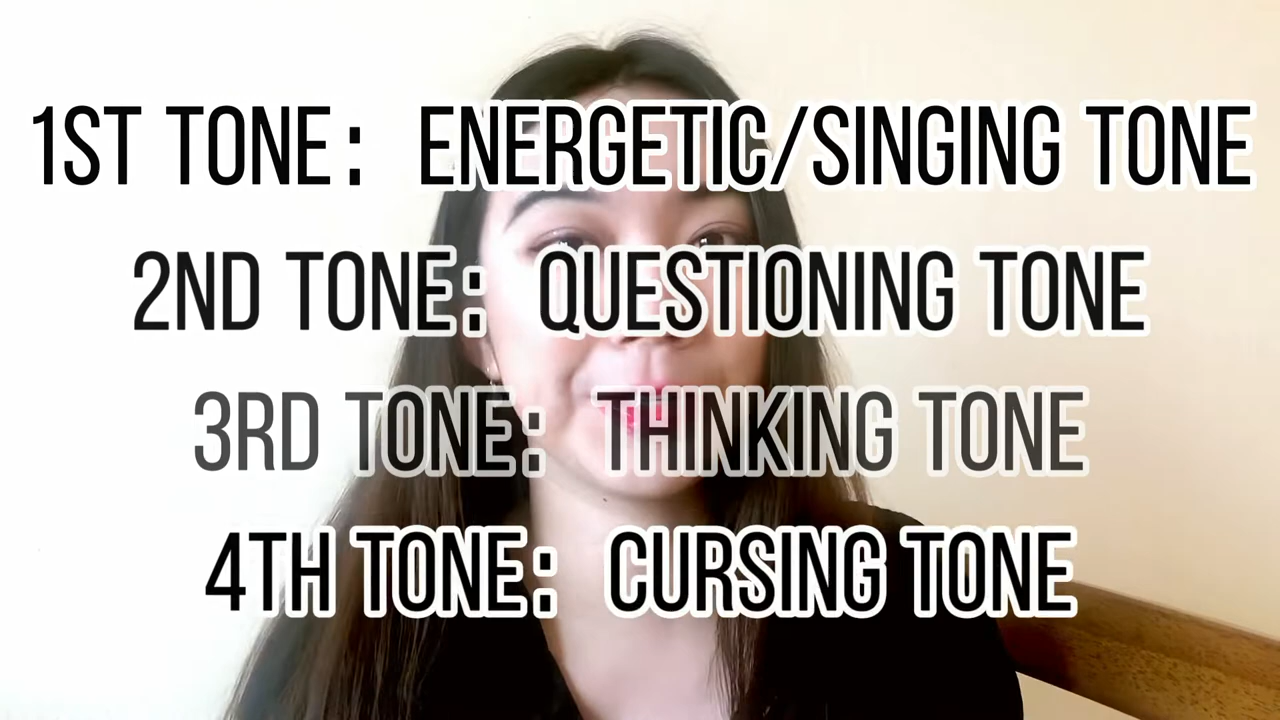 1ST TONE: ENERGETIC/SINGING TONE
2ND TONE: QUESTIONING TONE
3RD TONE: THINKING TONE
4TH TONE: CURSING TONE